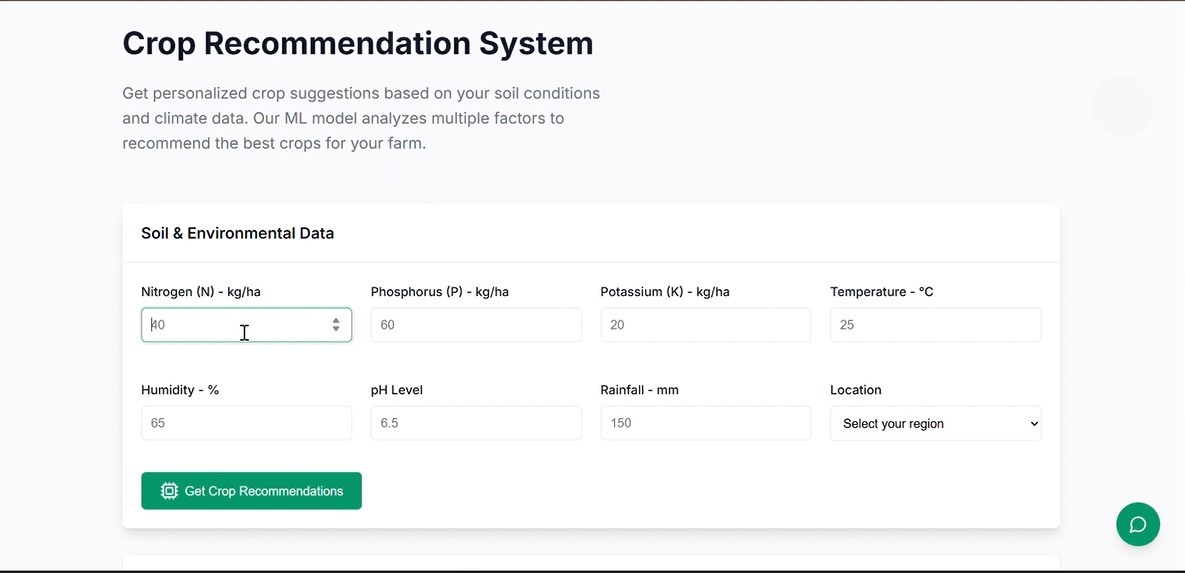 Crop Recommendation System
Get personalized crop suggestions based on your soil conditions
and climate data. Our ML model analyzes multiple factors to
recommend the best crops for your farm.
Soil & Environmental Data
Nitrogen (N) - kg/ha
Phosphorus (P) - kg/ha
Potassium (K) - kg/ha
Temperature - °C
40
60
20
25
Humidity - %
pH Level
Rainfall - mm
Location
65
6.5
150
Select your region
Get Crop Recommendations